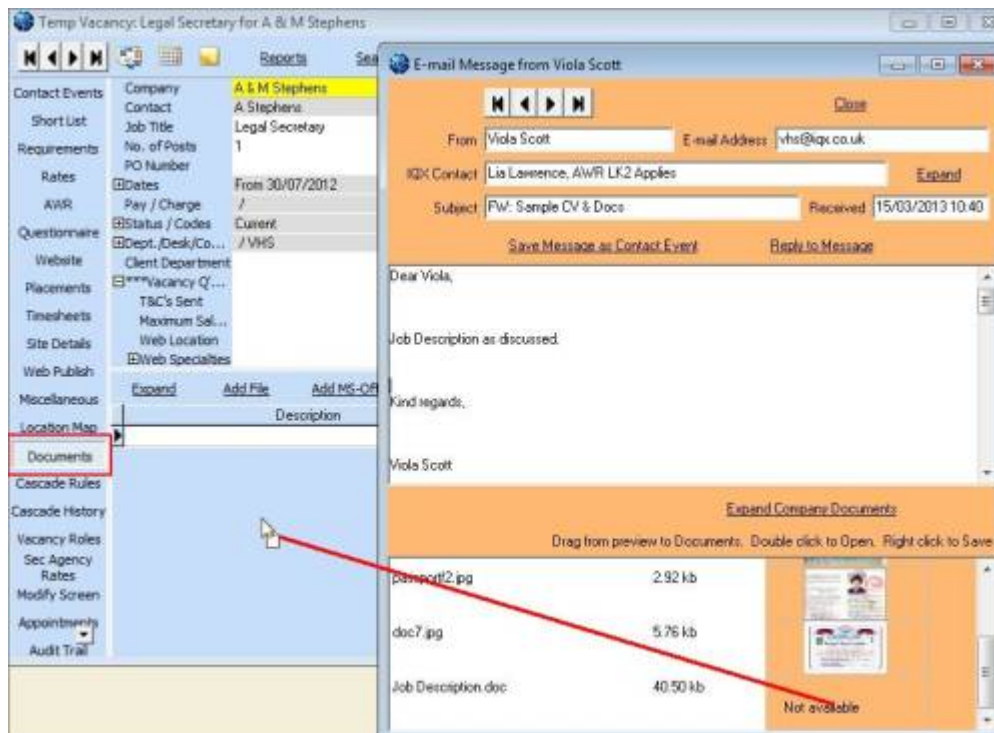 Temp Vacancy: Legal Secretary for A & M Stephens
Reports
Contact Events
Short List
Requirements
Rates
AWR
Questionnaire
Website
Placements
Timesheets
Site Details
Web Publish
Miscellaneous
Location Map
Documents
Cascade Rules
Cascade History
Vacancy Roles
Sec Agency
Rates
Modify Screen
Appointments
Audit Trail
Company A & M Stephens
Contact A Stephens
Job Title Legal Secretary
No. of Posts 1
PO Number
Dates From 30/07/2012
Pay / Charge /
Status / Codes Current
Dept./Desk/Co... / VHS
Client Department
***Vacancy Q'...
T&C's Sent
Maximum Sal...
Web Location
Web Specialties
Expand Add File Add MS-Off
Description
E-mail Message from Viola Scott
Close
From Viola Scott E-mail Address vhs@iqx.co.uk
IQX Contact Lia Lawrence, AWR LK2 Applies Expand
Subject FW: Sample CV & Docs Received 15/03/2013 10:40
Save Message as Contact Event Reply to Message
Dear Viola,
Job Description as discussed.
Kind regards,
Viola Scott
Expand Company Documents
Drag from preview to Documents. Double click to Open. Right click to Save
passport2.jpg 2.92 kb
doc7.jpg 5.76 kb
Job Description.doc 40.50 kb
Not available